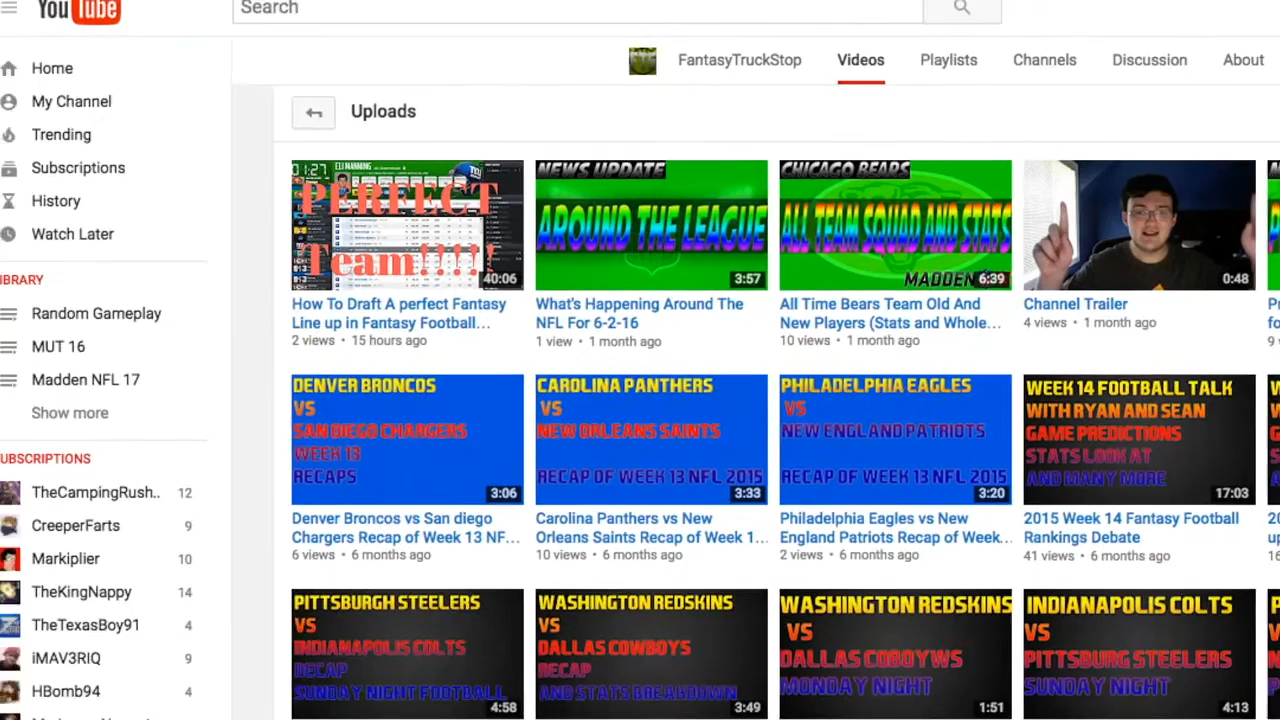 YouTube
Search
FantasyTruckStop
Videos
Playlists
Channels
Discussion
About
Home
My Channel
Trending
Subscriptions
History
Watch Later
IBRARY
Random Gameplay
MUT 16
Madden NFL 17
Show more
UBSCRIPTIONS
TheCampingRush.. 12
CreeperFarts 9
Markiplier 10
TheKingNappy 14
TheTexasBoy91 4
iMAV3RIQ 9
HBomb94 4
Uploads
01:27 ELI MANNING
PERFECT
Team!!!!!
40:06
How To Draft A perfect Fantasy
Line up in Fantasy Football...
2 views • 15 hours ago
NEWS UPDATE
AROUND THE LEAGUE
3:57
What's Happening Around The
NFL For 6-2-16
1 view • 1 month ago
CHICAGO BEARS
ALL TEAM SQUAD AND STATS
MADDEN
6:39
All Time Bears Team Old And
New Players (Stats and Whole...
10 views • 1 month ago
0:48
Channel Trailer
4 views • 1 month ago
DENVER BRONCOS
VS
SAN DIEGO CHARGERS
WEEK 13
RECAPS
3:06
Denver Broncos vs San diego
Chargers Recap of Week 13 NF...
6 views • 6 months ago
CAROLINA PANTHERS
VS
NEW ORLEANS SAINTS
RECAP OF WEEK 13 NFL 2015
3:33
Carolina Panthers vs New
Orleans Saints Recap of Week 1...
10 views • 6 months ago
PHILADELPHIA EAGLES
VS
NEW ENGLAND PATRIOTS
RECAP OF WEEK 13 NFL 2015
3:20
Philadelphia Eagles vs New
England Patriots Recap of Week...
2 views • 6 months ago
WEEK 14 FOOTBALL TALK
WITH RYAN AND SEAN
GAME PREDICTIONS
STATS LOOK AT
AND MANY MORE
17:03
2015 Week 14 Fantasy Football
Rankings Debate
41 views • 6 months ago
PITTSBURGH STEELERS
VS
INDIANAPOLIS COLTS
RECAP
SUNDAY NIGHT FOOTBALL
4:58
WASHINGTON REDSKINS
VS
DALLAS COWBOYS
RECAP
AND STATS BREAKDOWN
3:49
WASHINGTON REDSKINS
VS
DALLAS COBOYWS
MONDAY NIGHT
1:51
INDIANAPOLIS COLTS
VS
PITTSBURG STEELERS
SUNDAY NIGHT
4:13